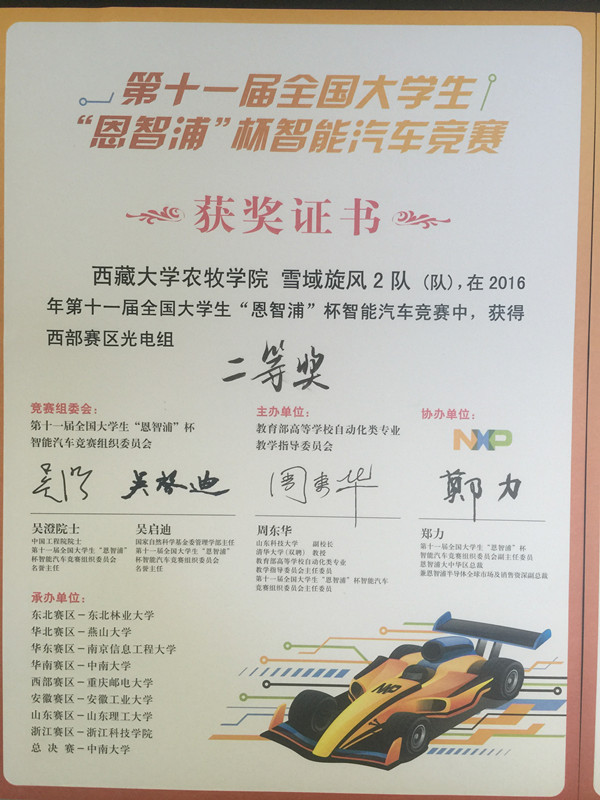 第十一届全国大学生
“恩智浦”杯智能汽车竞赛
获奖证书
西藏大学农牧学院 雪域旋风2队（队），在2016
年第十一届全国大学生“恩智浦”杯智能汽车竞赛中，获得
西部赛区光电组
二等奖
竞赛组委会：
第十一届全国大学生“恩智浦”杯
智能汽车竞赛组织委员会
主办单位：
教育部高等学校自动化类专业
教学指导委员会
协办单位：
NXP
吴澄
吴启迪
周东华
郑力
吴澄院士
中国工程院院士
第十一届全国大学生“恩智浦”
杯智能汽车竞赛组织委员会
名誉主任
吴启迪
国家自然科学基金委管理学部主任
第十一届全国大学生“恩智浦”
杯智能汽车竞赛组织委员会
名誉主任
周东华
山东科技大学 副校长
清华大学（双聘）教授
教育部高等学校自动化类专业
教学指导委员会主任委员
第十一届全国大学生“恩智浦”智能汽车
竞赛组织委员会主任委员
郑力
第十一届全国大学生“恩智浦”杯
智能汽车竞赛组织委员会副主任委员
恩智浦大中华区总裁
兼恩智浦半导体全球市场及销售资深副总裁
承办单位：
东北赛区－东北林业大学
华北赛区－燕山大学
华东赛区－南京信息工程大学
华南赛区－中南大学
西部赛区－重庆邮电大学
安徽赛区－安徽工业大学
山东赛区－山东理工大学
浙江赛区－浙江科技学院
总决赛－中南大学
NXP